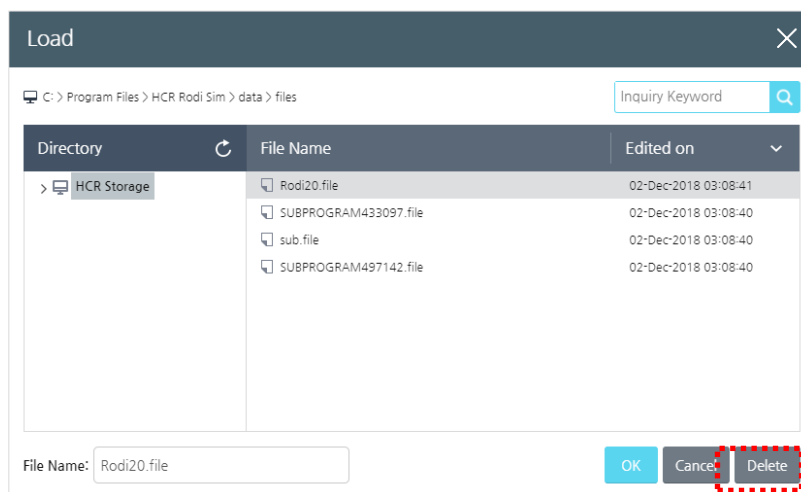 Load
C: > Program Files > HCR Rodi Sim > data > files
Inquiry Keyword
Directory File Name Edited on
HCR Storage
Rodi20.file 02-Dec-2018 03:08:41
SUBPROGRAM433097.file 02-Dec-2018 03:08:40
sub.file 02-Dec-2018 03:08:40
SUBPROGRAM497142.file 02-Dec-2018 03:08:40
File Name: Rodi20.file OK Cancel Delete